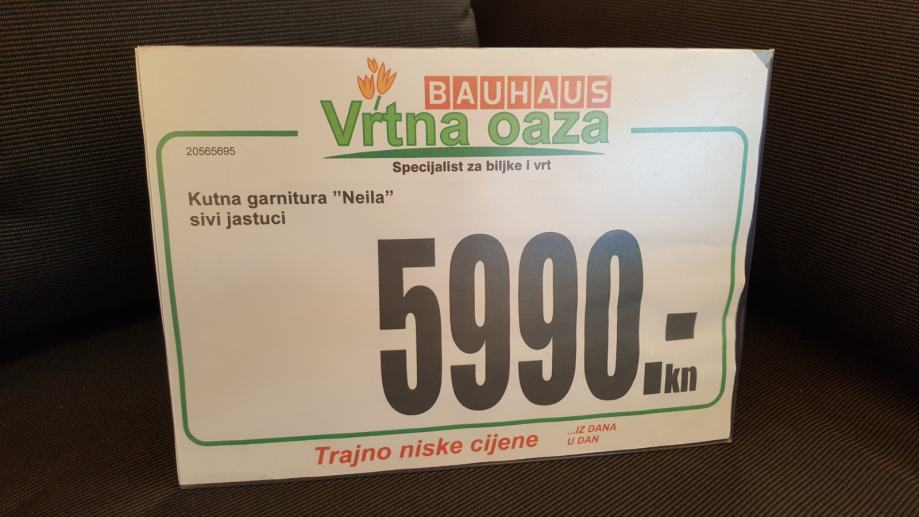 BAUHAUS
Vrtna oaza
Specijalist za biljke i vrt
20565695
Kutna garnitura ”Neila”
sivi jastuci
5990.-
kn
Trajno niske cijene
...IZ DANA
U DAN